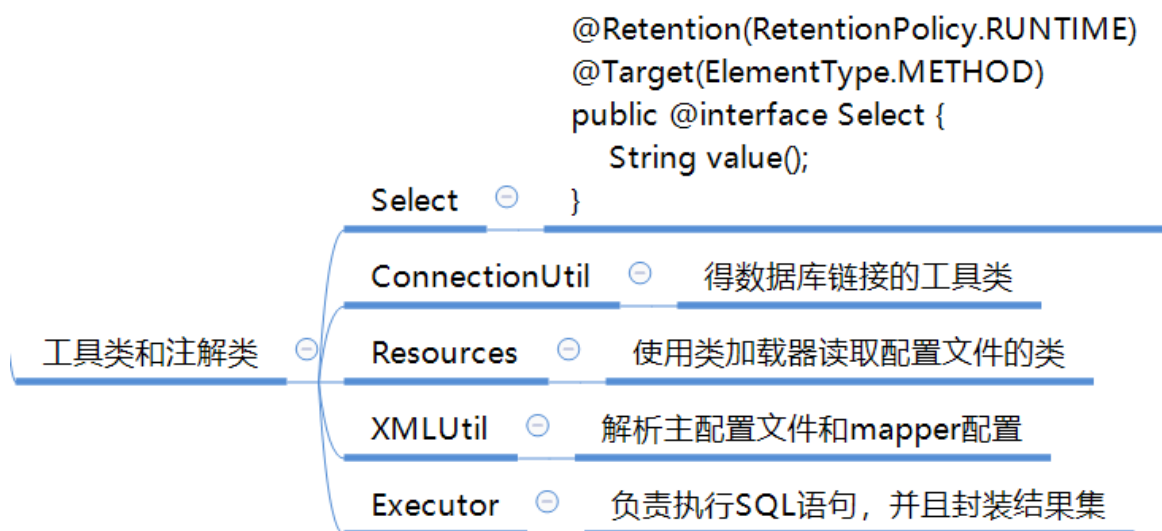 @Retention(RetentionPolicy.RUNTIME)
@Target(ElementType.METHOD)
public @interface Select {
String value();
}
Select
ConnectionUtil
得数据库链接的工具类
工具类和注解类
Resources
使用类加载器读取配置文件的类
XMLUtil
解析主配置文件和mapper配置
Executor
负责执行SQL语句，并且封装结果集